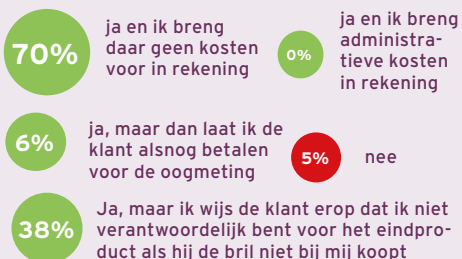 70%
ja en ik breng
daar geen kosten
voor in rekening
0%
ja en ik breng
administra-
tieve kosten
in rekening
6%
ja, maar dan laat ik de
klant alsnog betalen
voor de oogmeting
5%
nee
38%
Ja, maar ik wijs de klant erop dat ik niet
verantwoordelijk bent voor het eindpro-
duct als hij de bril niet bij mij koopt